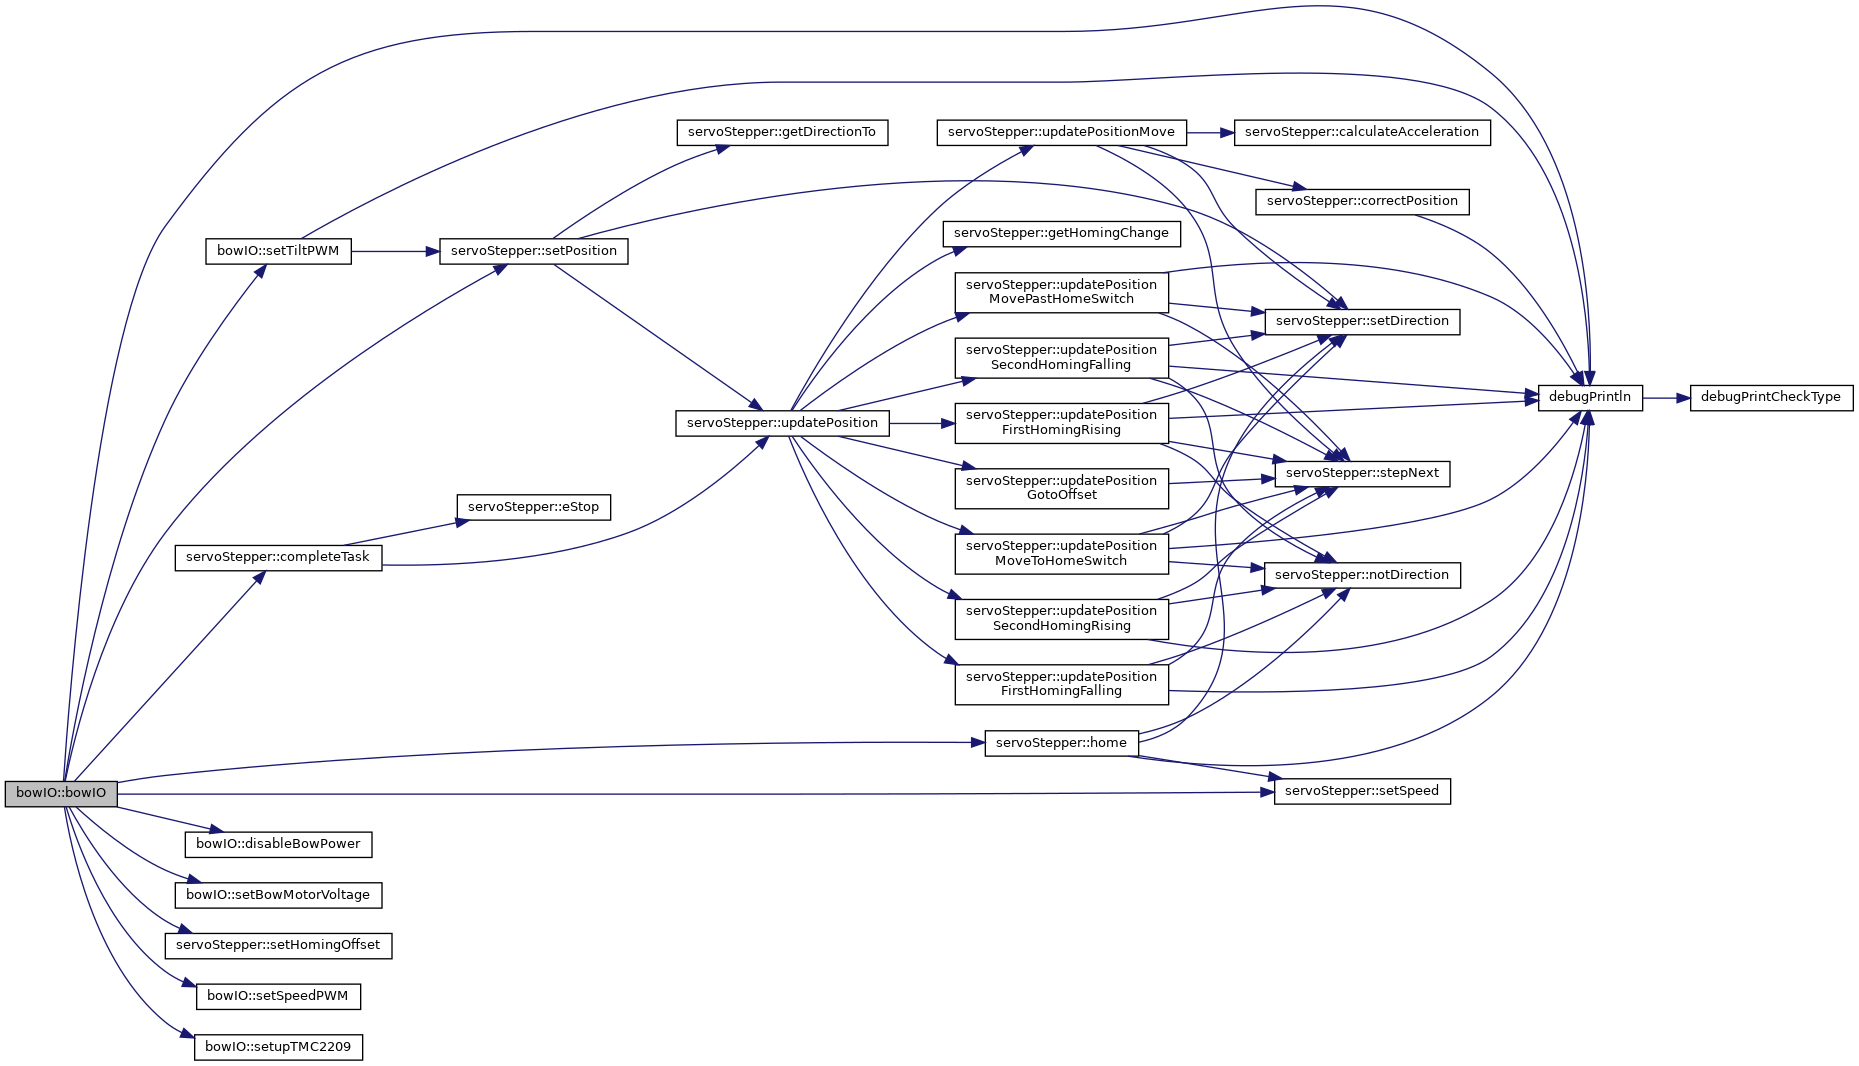 servoStepper::getDirectionTo
servoStepper::updatePositionMove
servoStepper::calculateAcceleration
servoStepper::correctPosition
bowIO::setTiltPWM
servoStepper::setPosition
servoStepper::getHomingChange
servoStepper::updatePosition
MovePastHomeSwitch
servoStepper::setDirection
servoStepper::updatePosition
SecondHomingFalling
debugPrintln
debugPrintCheckType
servoStepper::updatePosition
servoStepper::updatePosition
FirstHomingRising
servoStepper::stepNext
servoStepper::updatePosition
GotoOffset
servoStepper::eStop
servoStepper::completeTask
servoStepper::updatePosition
MoveToHomeSwitch
servoStepper::notDirection
servoStepper::updatePosition
SecondHomingRising
servoStepper::updatePosition
FirstHomingFalling
servoStepper::home
bowIO::bowIO
servoStepper::setSpeed
bowIO::disableBowPower
bowIO::setBowMotorVoltage
servoStepper::setHomingOffset
bowIO::setSpeedPWM
bowIO::setupTMC2209